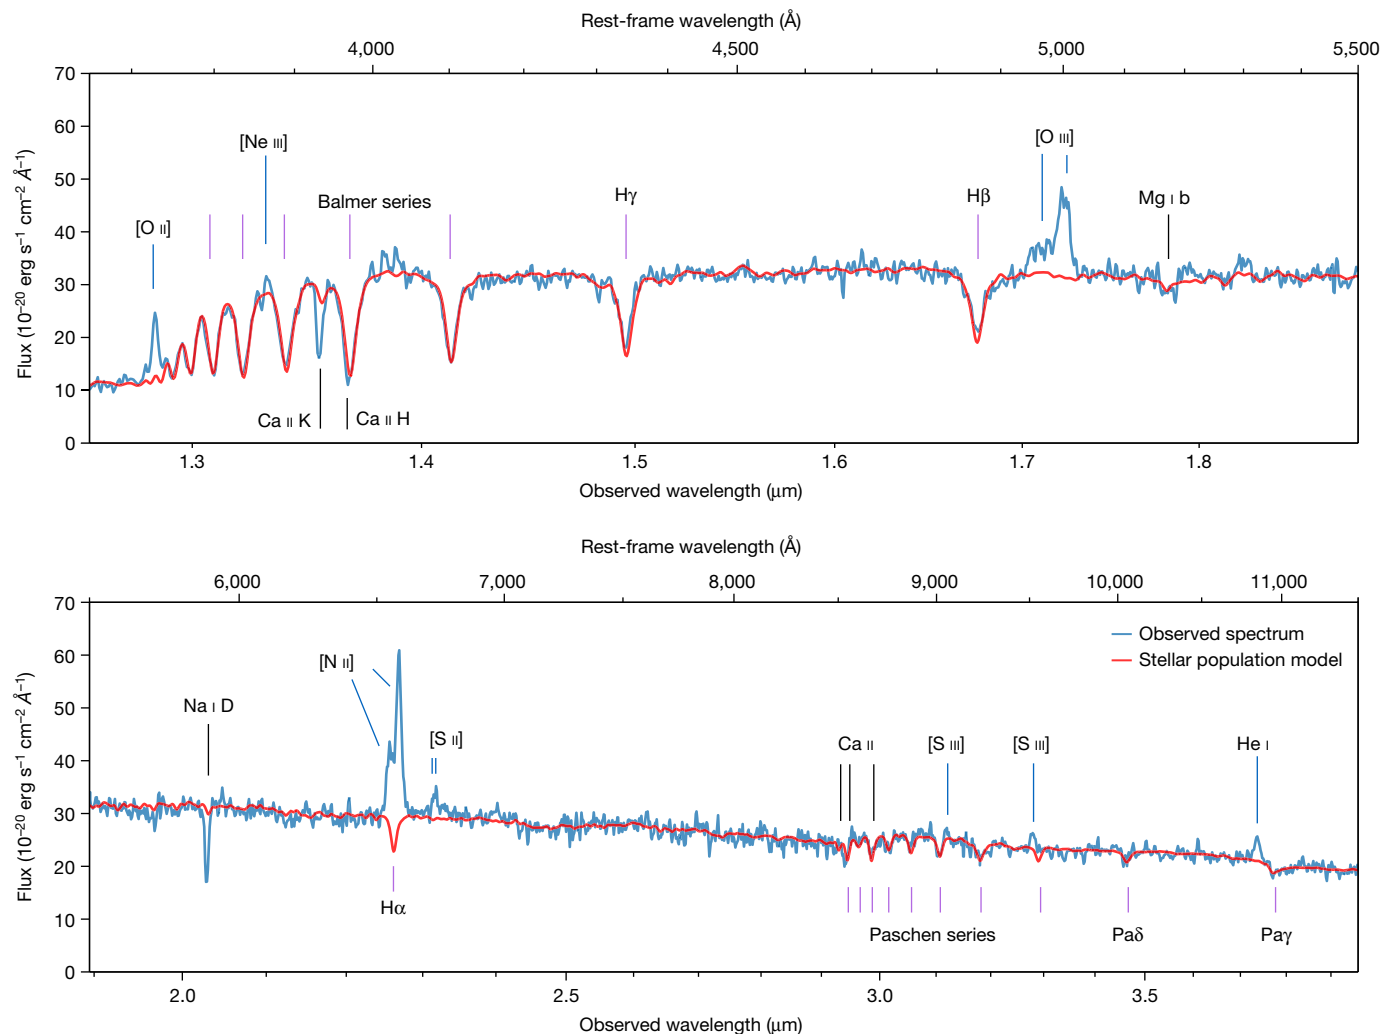 Rest-frame wavelength (Å)
4,000 4,500 5,000 5,500
70
60
50
40
30
20
10
0
Flux (10⁻²⁰ erg s⁻¹ cm⁻² Å⁻¹)
[O II]
[Ne III]
Balmer series
Hγ
Hβ
[O III]
Mg I b
Ca II K
Ca II H
1.3 1.4 1.5 1.6 1.7 1.8
Observed wavelength (μm)
Rest-frame wavelength (Å)
6,000 7,000 8,000 9,000 10,000 11,000
70
60
50
40
30
20
10
0
Flux (10⁻²⁰ erg s⁻¹ cm⁻² Å⁻¹)
Observed spectrum
Stellar population model
Na I D
[N II]
[S II]
Ca II
[S III]
[S III]
He I
Hα
Paschen series
Paδ
Paγ
2.0 2.5 3.0 3.5
Observed wavelength (μm)